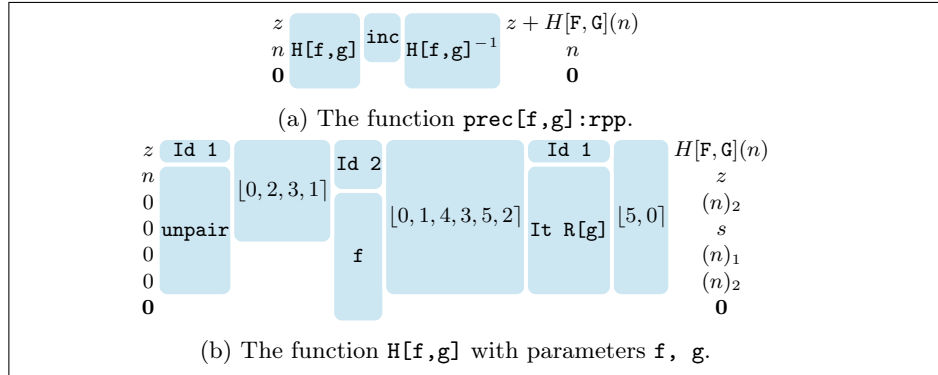 z H[f,g] inc H[f,g]⁻¹ z + H[F, G](n)
n n
0 0
(a) The function prec[f,g]:rpp.
z Id 1 ⌊0, 2, 3, 1⌉ Id 2 ⌊0, 1, 4, 3, 5, 2⌉ Id 1 ⌊5, 0⌉ H[F, G](n)
n unpair f It R[g] z
0 (n)₂
0 s
0 (n)₁
0 (n)₂
0 0
(b) The function H[f,g] with parameters f, g.